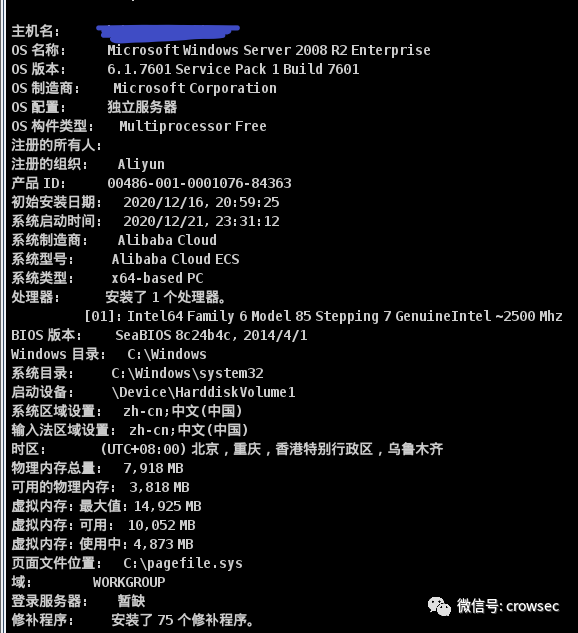 主机名:
OS 名称: Microsoft Windows Server 2008 R2 Enterprise
OS 版本: 6.1.7601 Service Pack 1 Build 7601
OS 制造商: Microsoft Corporation
OS 配置: 独立服务器
OS 构件类型: Multiprocessor Free
注册的所有人:
注册的组织: Aliyun
产品 ID: 00486-001-0001076-84363
初始安装日期: 2020/12/16, 20:59:25
系统启动时间: 2020/12/21, 23:31:12
系统制造商: Alibaba Cloud
系统型号: Alibaba Cloud ECS
系统类型: x64-based PC
处理器: 安装了 1 个处理器。
[01]: Intel64 Family 6 Model 85 Stepping 7 GenuineIntel ~2500 Mhz
BIOS 版本: SeaBIOS 8c24b4c, 2014/4/1
Windows 目录: C:\Windows
系统目录: C:\Windows\system32
启动设备: \Device\HarddiskVolume1
系统区域设置: zh-cn;中文(中国)
输入法区域设置: zh-cn;中文(中国)
时区: (UTC+08:00) 北京，重庆，香港特别行政区，乌鲁木齐
物理内存总量: 7,918 MB
可用的物理内存: 3,818 MB
虚拟内存: 最大值: 14,925 MB
虚拟内存: 可用: 10,052 MB
虚拟内存: 使用中: 4,873 MB
页面文件位置: C:\pagefile.sys
域: WORKGROUP
登录服务器: 暂缺
修补程序: 安装了 75 个修补程序。
微信号: crowsec